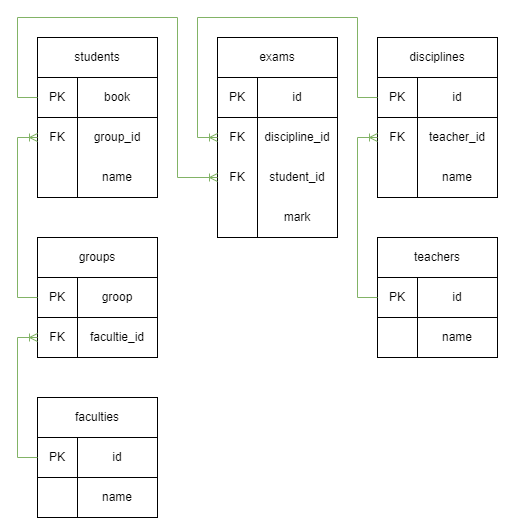 students
PK book
FK group_id
name
exams
PK id
FK discipline_id
FK student_id
mark
disciplines
PK id
FK teacher_id
name
groups
PK groop
FK facultie_id
teachers
PK id
name
faculties
PK id
name